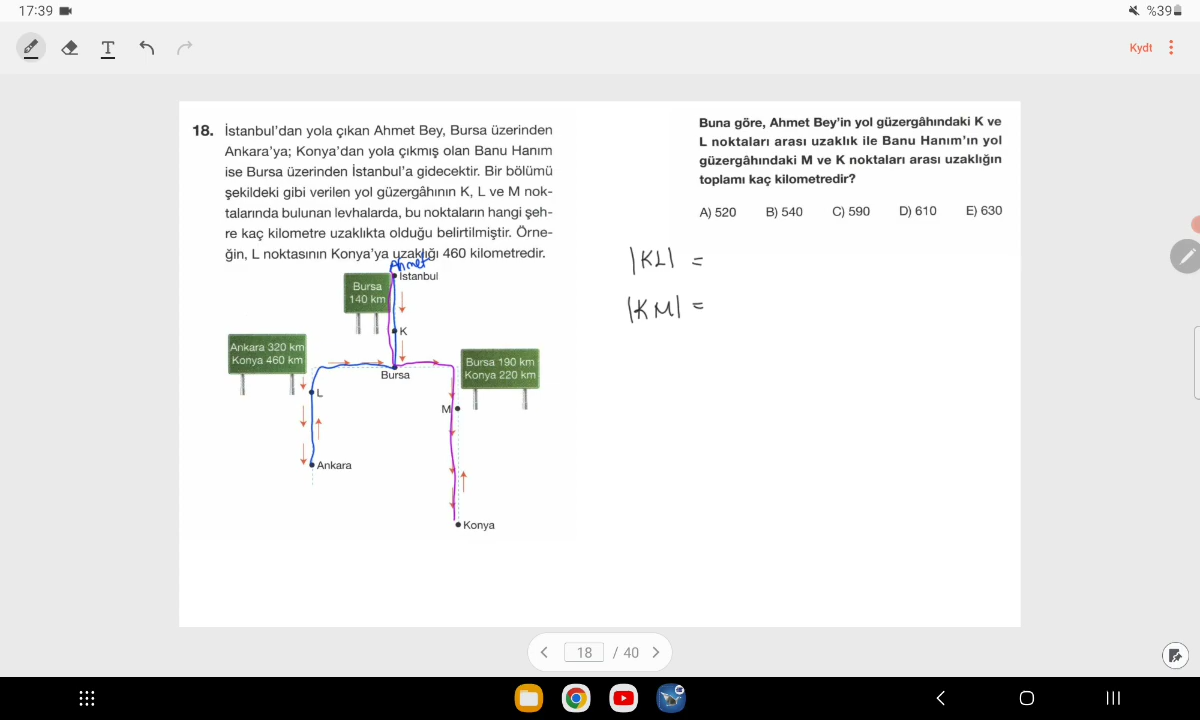 17:39
%39
Kydt
18. İstanbul'dan yola çıkan Ahmet Bey, Bursa üzerinden
Ankara'ya; Konya'dan yola çıkmış olan Banu Hanım
ise Bursa üzerinden İstanbul'a gidecektir. Bir bölümü
şekildeki gibi verilen yol güzergâhının K, L ve M nok-
talarında bulunan levhalarda, bu noktaların hangi şeh-
re kaç kilometre uzaklıkta olduğu belirtilmiştir. Örne-
ğin, L noktasının Konya'ya uzaklığı 460 kilometredir.
Ahmet
İstanbul
Bursa
140 km
K
Ankara 320 km
Konya 460 km
Bursa
Bursa 190 km
Konya 220 km
L
M
Ankara
Konya
Buna göre, Ahmet Bey'in yol güzergâhındaki K ve
L noktaları arası uzaklık ile Banu Hanım'ın yol
güzergâhındaki M ve K noktaları arası uzaklığın
toplamı kaç kilometredir?
A) 520 B) 540 C) 590 D) 610 E) 630
|KL| =
|KM| =
18 / 40